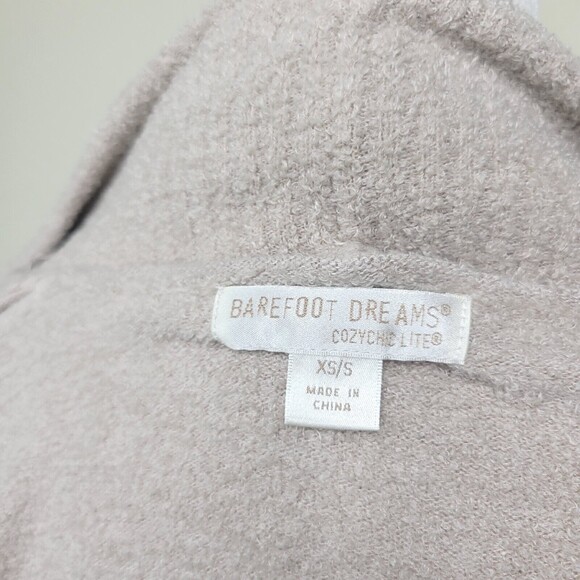 BAREFOOT DREAMS®
COZYCHIC LITE®
XS/S
MADE IN
CHINA